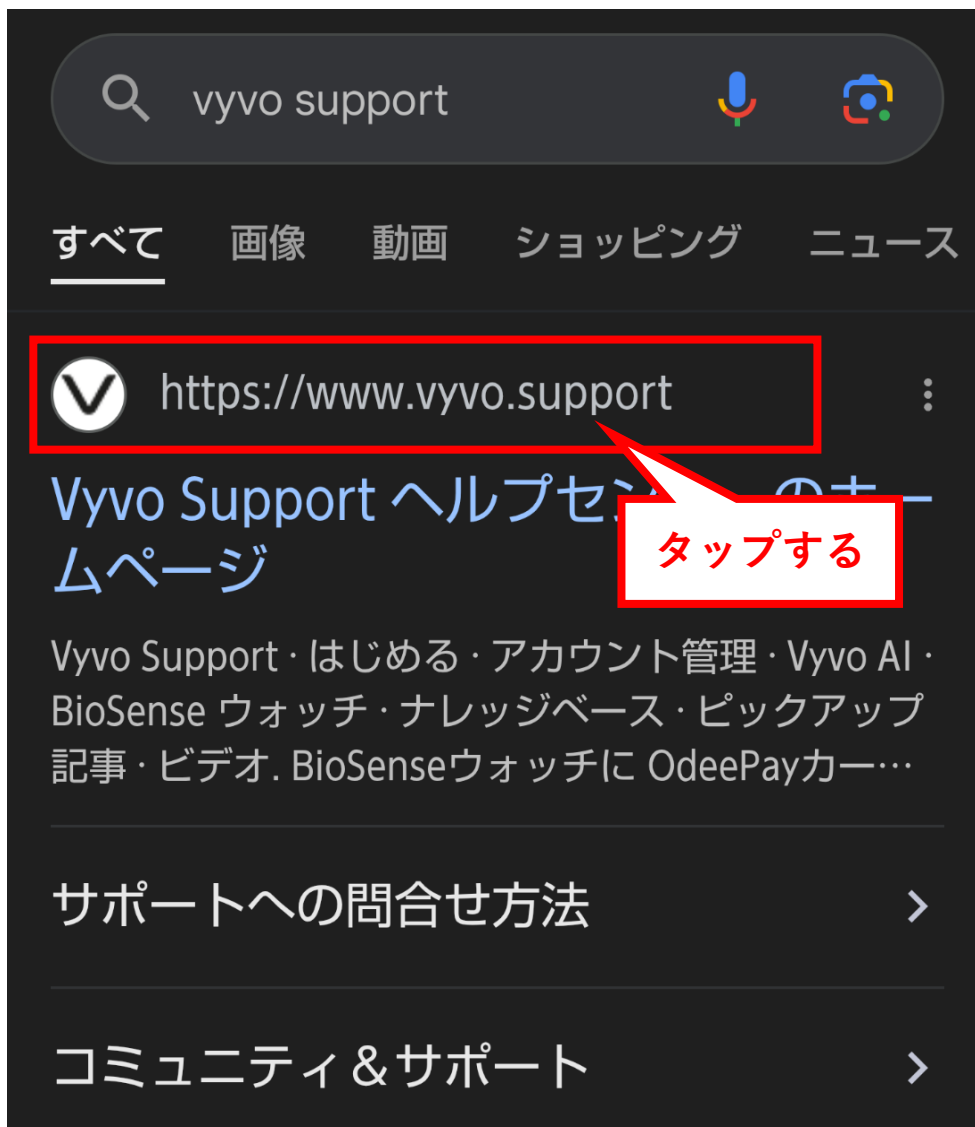 vyvo support
すべて 画像 動画 ショッピング ニュース
https://www.vyvo.support
Vyvo Support ヘルプセン のホー
ムページ
タップする
Vyvo Support · はじめる · アカウント管理 · Vyvo AI ·
BioSense ウォッチ · ナレッジベース · ピックアップ
記事 · ビデオ. BioSenseウォッチに OdeePayカー…
サポートへの問合せ方法
コミュニティ＆サポート